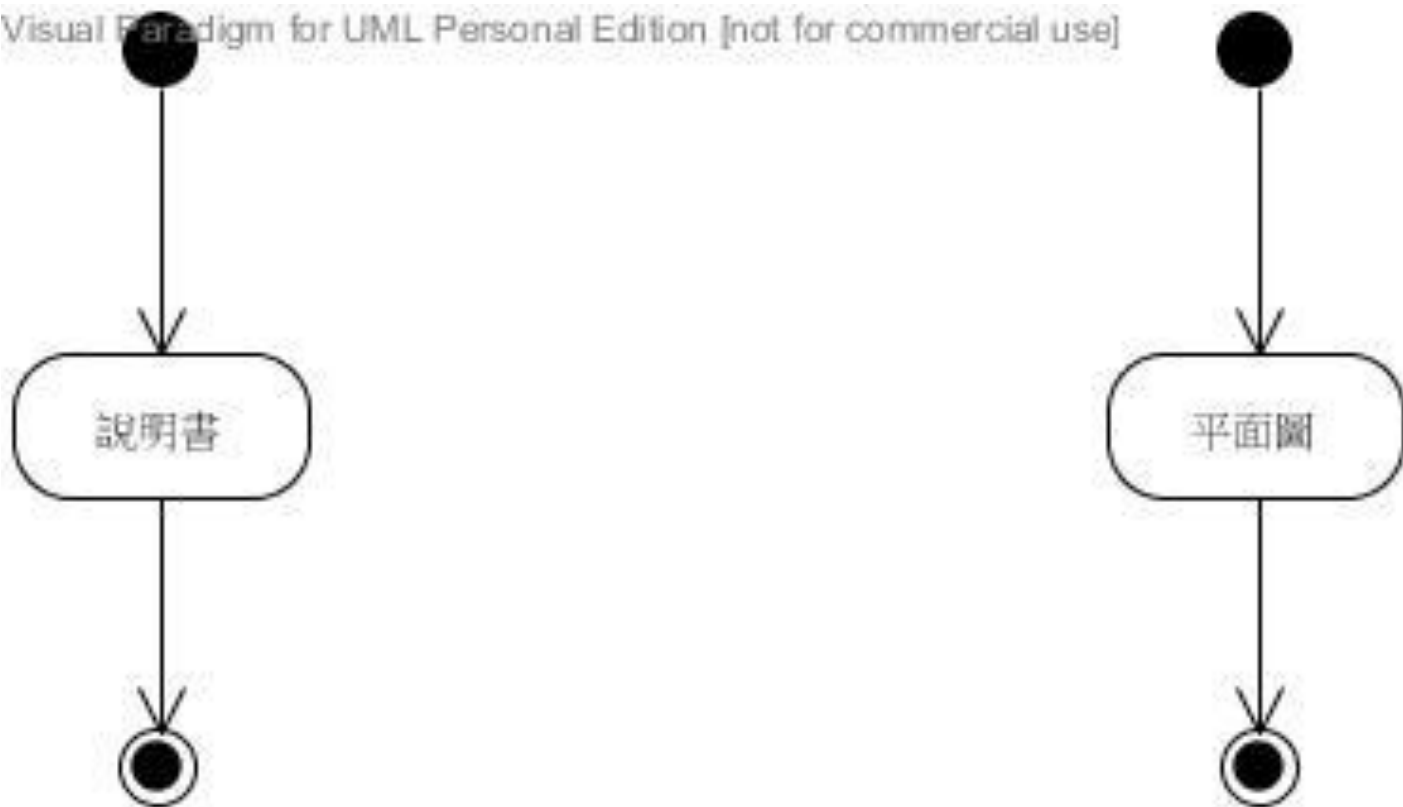 Visual Paradigm for UML Personal Edition [not for commercial use]
說明書
平面圖